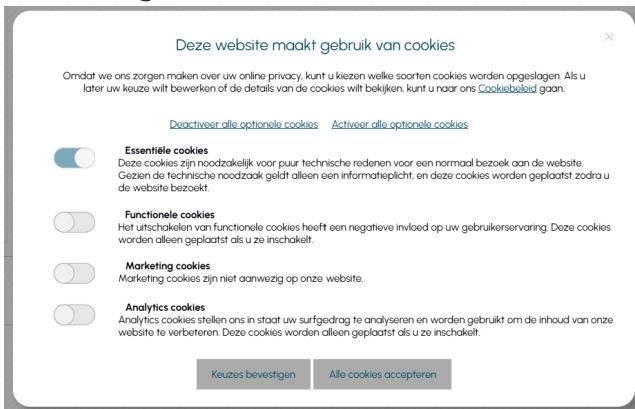 Deze website maakt gebruik van cookies
Omdat we ons zorgen maken over uw online privacy, kunt u kiezen welke soorten cookies worden opgeslagen. Als u
later uw keuze wilt bewerken of de details van de cookies wilt bekijken, kunt u naar ons Cookiebeleid gaan.
Deactiveer alle optionele cookies Activeer alle optionele cookies
Essentiële cookies
Deze cookies zijn noodzakelijk voor puur technische redenen voor een normaal bezoek aan de website.
Gezien de technische noodzaak geldt alleen een informatieplicht, en deze cookies worden geplaatst zodra u
de website bezoekt.
Functionele cookies
Het uitschakelen van functionele cookies heeft een negatieve invloed op uw gebruikerservaring. Deze cookies
worden alleen geplaatst als u ze inschakelt.
Marketing cookies
Marketing cookies zijn niet aanwezig op onze website.
Analytics cookies
Analytics cookies stellen ons in staat uw surfgedrag te analyseren en worden gebruikt om de inhoud van onze
website te verbeteren. Deze cookies worden alleen geplaatst als u ze inschakelt.
Keuzes bevestigen Alle cookies accepteren